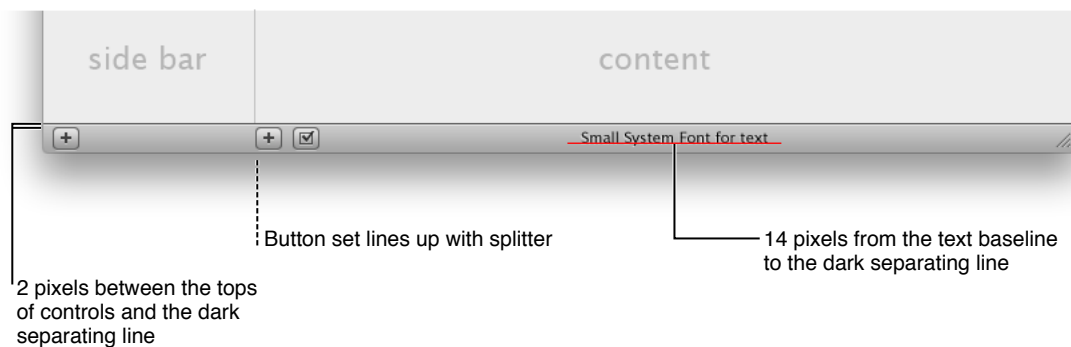 side bar
content
Small System Font for text
Button set lines up with splitter
14 pixels from the text baseline
to the dark separating line
2 pixels between the tops
of controls and the dark
separating line